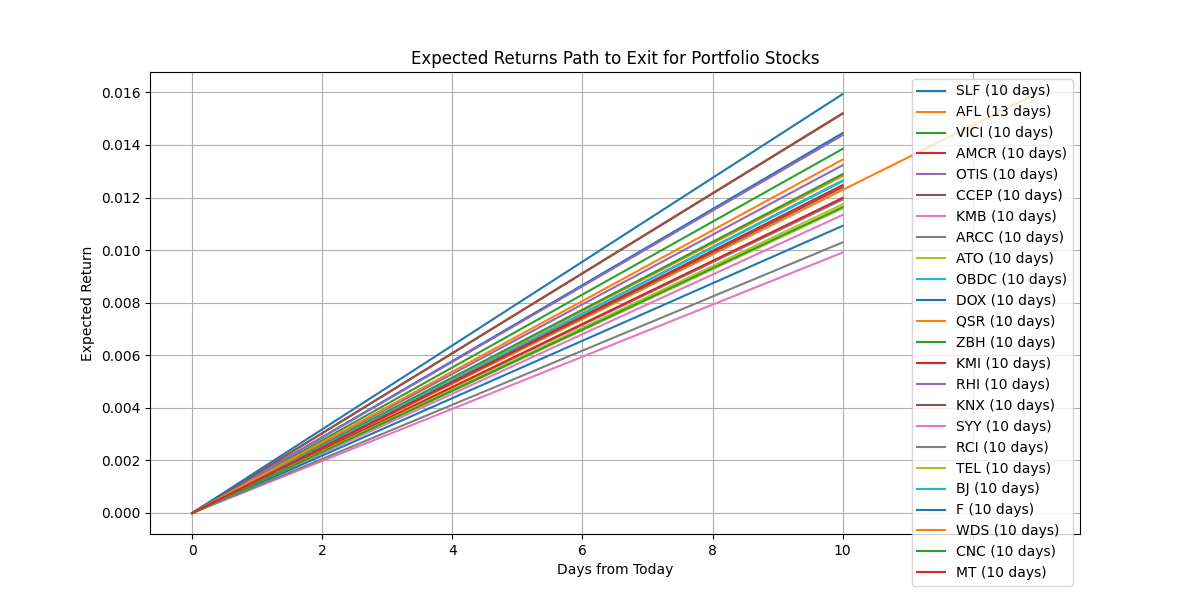 Expected Returns Path to Exit for Portfolio Stocks
Expected Return
0.016
0.014
0.012
0.010
0.008
0.006
0.004
0.002
0.000
0
2
4
6
8
10
Days from Today
SLF (10 days)
AFL (13 days)
VICI (10 days)
AMCR (10 days)
OTIS (10 days)
CCEP (10 days)
KMB (10 days)
ARCC (10 days)
ATO (10 days)
OBDC (10 days)
DOX (10 days)
QSR (10 days)
ZBH (10 days)
KMI (10 days)
RHI (10 days)
KNX (10 days)
SYY (10 days)
RCI (10 days)
TEL (10 days)
BJ (10 days)
F (10 days)
WDS (10 days)
CNC (10 days)
MT (10 days)